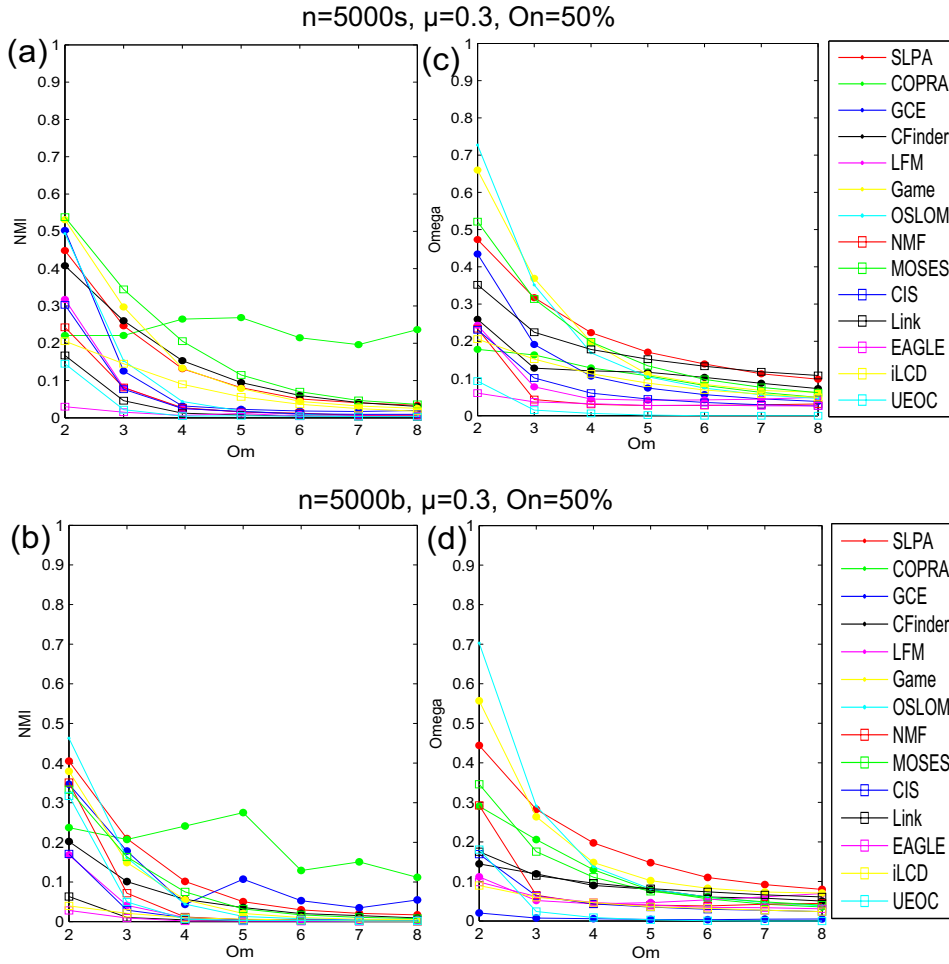 n=5000s, μ=0.3, On=50%
(a)
1
0.9
0.8
0.7
0.6
0.5
0.4
0.3
0.2
0.1
0
NMI
2 3 4 5 6 7 8
Om
(c)
1
0.9
0.8
0.7
0.6
0.5
0.4
0.3
0.2
0.1
0
Omega
2 3 4 5 6 7 8
Om
SLPA
COPRA
GCE
CFinder
LFM
Game
OSLOM
NMF
MOSES
CIS
Link
EAGLE
iLCD
UEOC
n=5000b, μ=0.3, On=50%
(b)
1
0.9
0.8
0.7
0.6
0.5
0.4
0.3
0.2
0.1
0
NMI
2 3 4 5 6 7 8
Om
(d)
1
0.9
0.8
0.7
0.6
0.5
0.4
0.3
0.2
0.1
0
Omega
2 3 4 5 6 7 8
Om
SLPA
COPRA
GCE
CFinder
LFM
Game
OSLOM
NMF
MOSES
CIS
Link
EAGLE
iLCD
UEOC